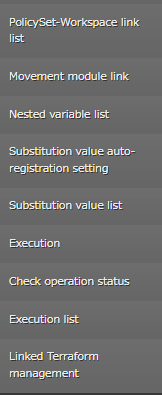 PolicySet-Workspace link
list
Movement module link
Nested variable list
Substitution value auto-
registration setting
Substitution value list
Execution
Check operation status
Execution list
Linked Terraform
management